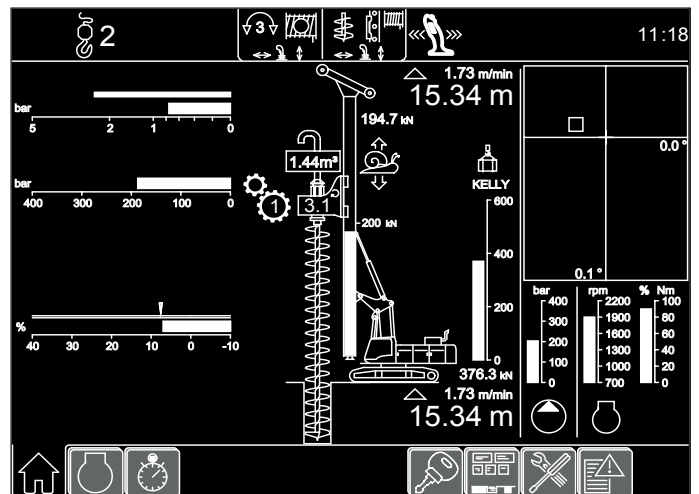 2
3
11:18
1.73 m/min
15.34 m
bar
5 2 1 0
194.7 kN
1.44m³
0.0°
KELLY
bar
400 300 200 100 0
1
3.1
200 kN
600
400
200
0
376.3 kN
0.1°
%
40 30 20 10 0 -10
1.73 m/min
15.34 m
bar
400
300
200
100
0
rpm
2200
1900
1600
1300
1000
700
% Nm
100
80
60
40
20
0